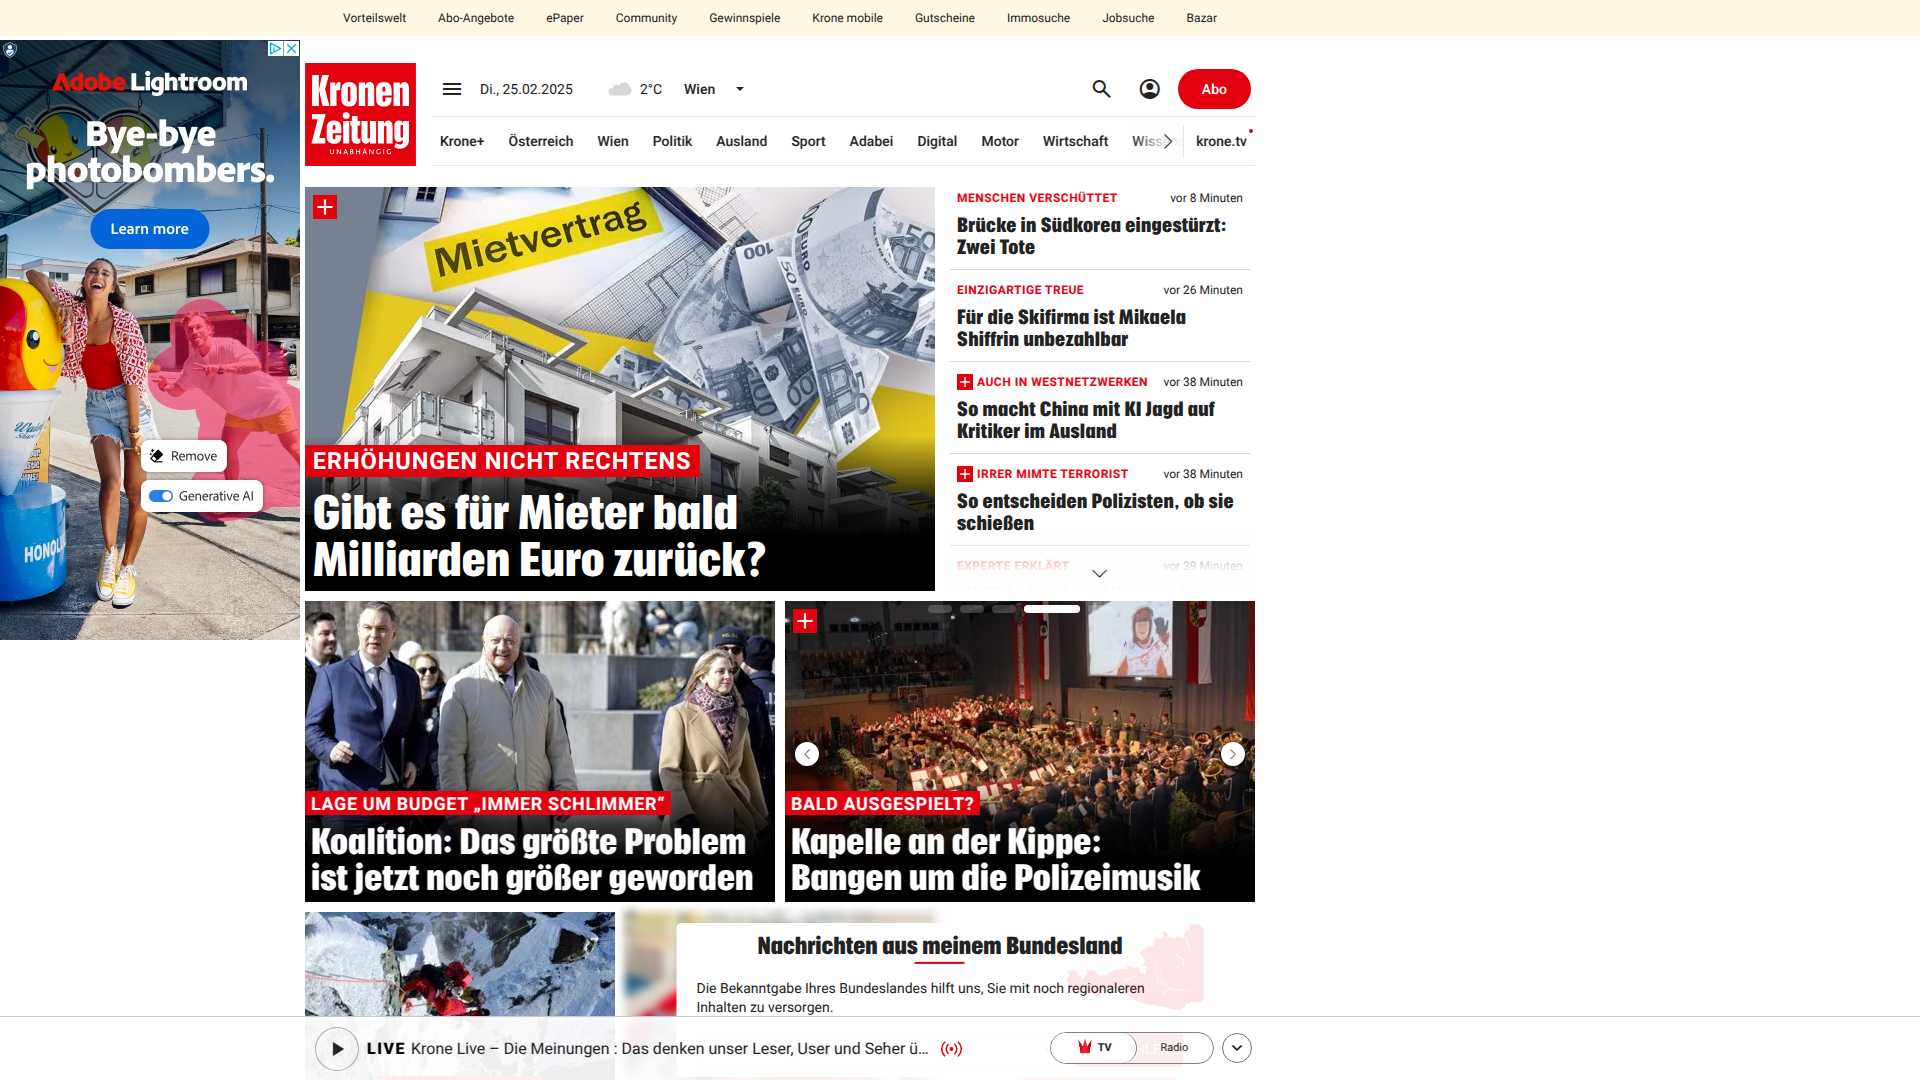 Vorteilswelt Abo-Angebote ePaper Community Gewinnspiele Krone mobile Gutscheine Immosuche Jobsuche Bazar
Adobe Lightroom
Bye-bye
photobombers.
Learn more
Remove
Generative AI
Kronen
Zeitung
UNABHÄNGIG
Di., 25.02.2025 2°C Wien
Abo
Krone+ Österreich Wien Politik Ausland Sport Adabei Digital Motor Wirtschaft krone.tv
Mietvertrag
ERHÖHUNGEN NICHT RECHTENS
Gibt es für Mieter bald
Milliarden Euro zurück?
MENSCHEN VERSCHÜTTET vor 8 Minuten
Brücke in Südkorea eingestürzt:
Zwei Tote
EINZIGARTIGE TREUE vor 26 Minuten
Für die Skifirma ist Mikaela
Shiffrin unbezahlbar
AUCH IN WESTNETZWERKEN vor 38 Minuten
So macht China mit KI Jagd auf
Kritiker im Ausland
IRRER MIMTE TERRORIST vor 38 Minuten
So entscheiden Polizisten, ob sie
schießen
EXPERTE ERKLÄRT vor 39 Minuten
LAGE UM BUDGET „IMMER SCHLIMMER“
Koalition: Das größte Problem
ist jetzt noch größer geworden
BALD AUSGESPIELT?
Kapelle an der Kippe:
Bangen um die Polizeimusik
Nachrichten aus meinem Bundesland
Die Bekanntgabe Ihres Bundeslandes hilft uns, Sie mit noch regionaleren
Inhalten zu versorgen.
LIVE Krone Live – Die Meinungen : Das denken unser Leser, User und Seher ü...
TV Radio